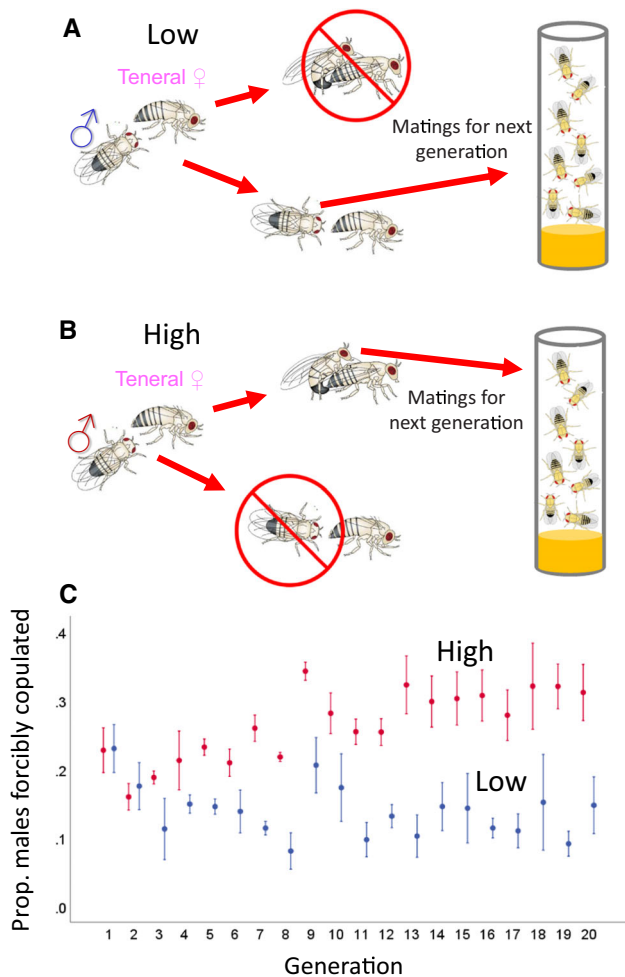 A
Low
Teneral ♀
♂
Matings for next
generation
B
High
Teneral ♀
♂
Matings for
next generation
C
Prop. males forcibly copulated
.4
.3
.2
.1
.0
High
Low
1 2 3 4 5 6 7 8 9 10 11 12 13 14 15 16 17 18 19 20
Generation